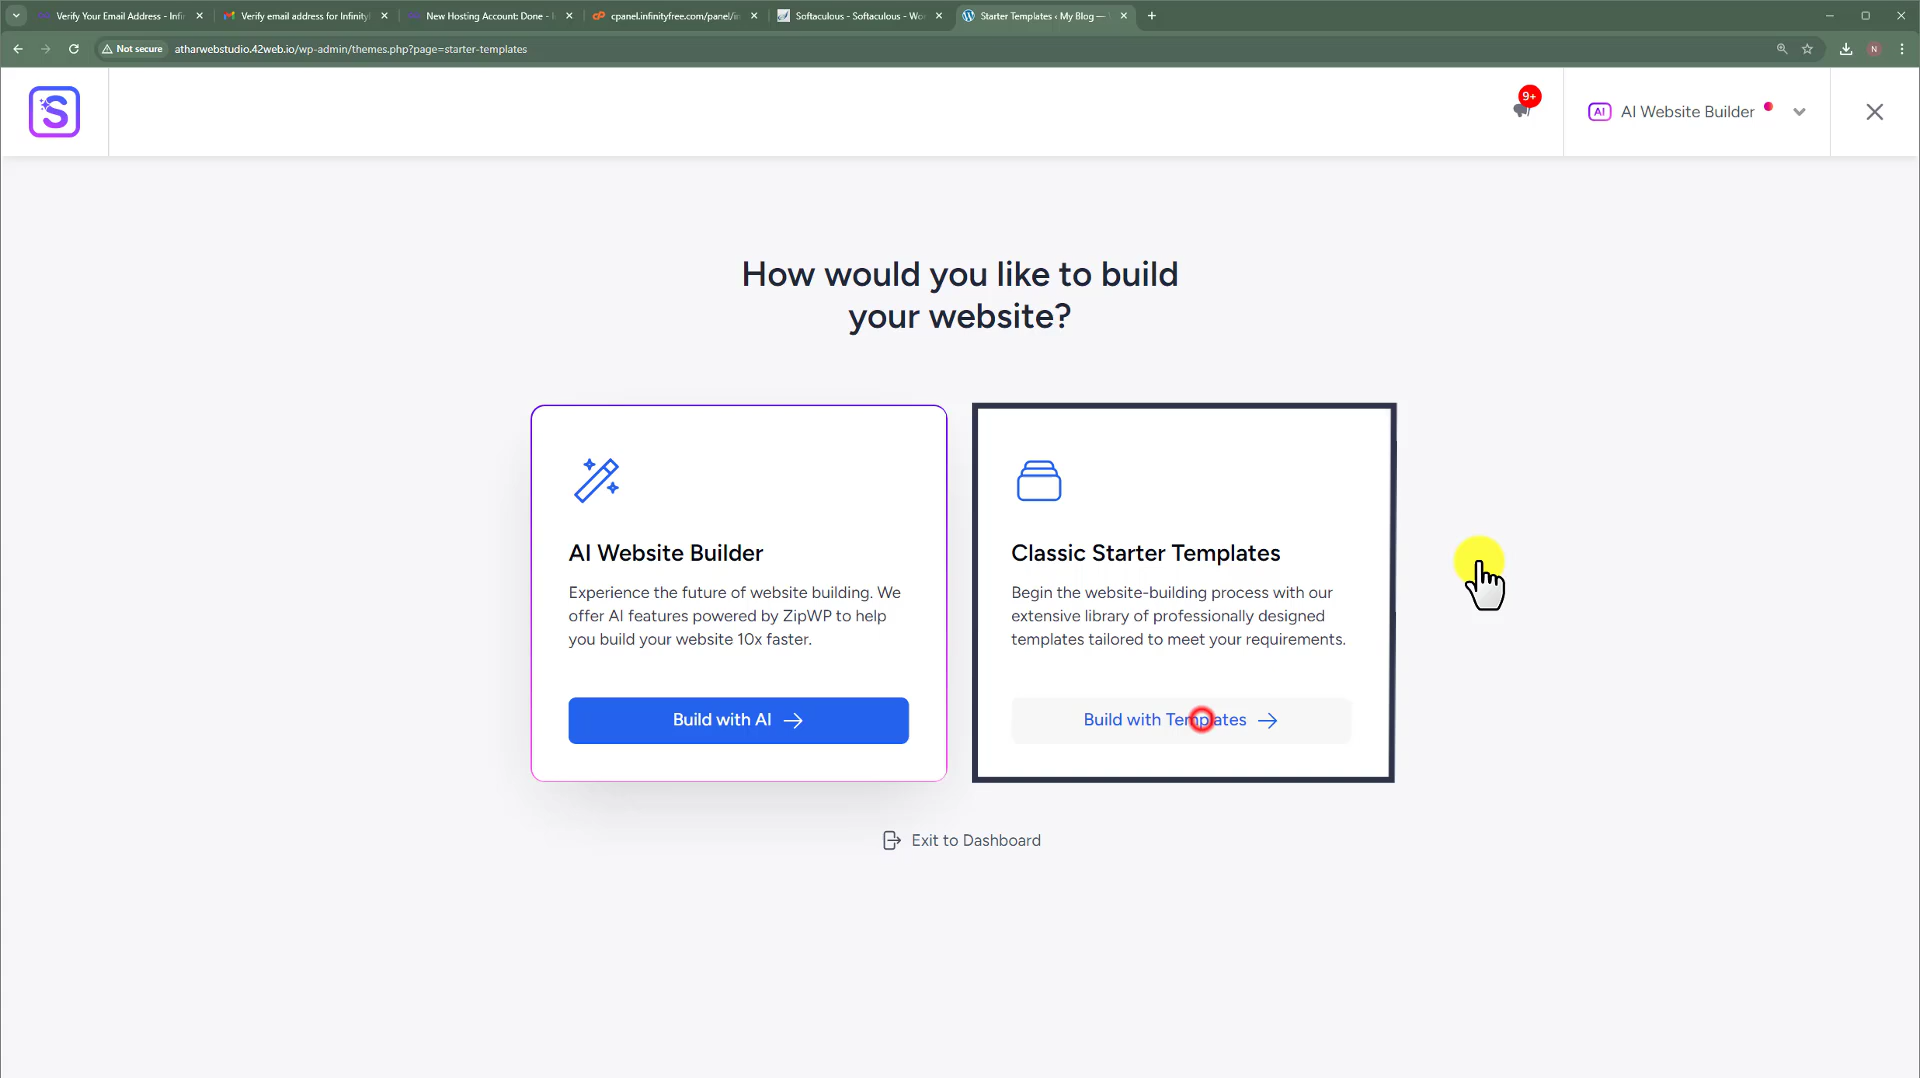 Verify Your Email Address - Infi
Verify email address for Infinity
New Hosting Account: Done - I
cpanel.infinityfree.com/panel/in
Softaculous - Softaculous - Wo
Starter Templates ‹ My Blog —
Not secure
atharwebstudio.42web.io/wp-admin/themes.php?page=starter-templates
N
S
9+
AI
AI Website Builder
How would you like to build
your website?
AI Website Builder
Experience the future of website building. We
offer AI features powered by ZipWP to help
you build your website 10x faster.
Build with AI
Classic Starter Templates
Begin the website-building process with our
extensive library of professionally designed
templates tailored to meet your requirements.
Build with Templates
Exit to Dashboard